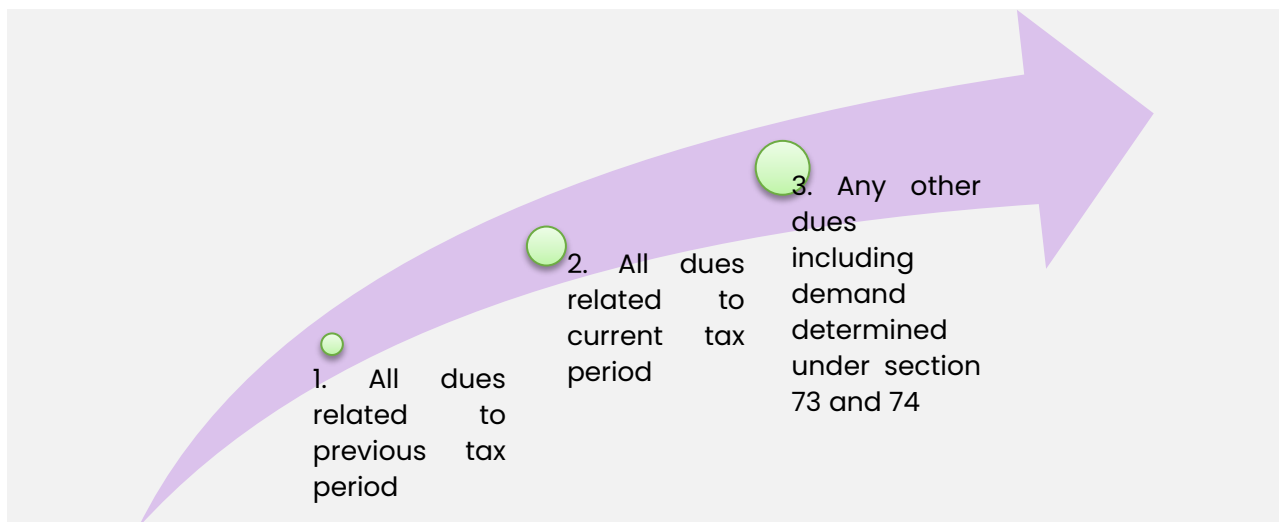 1. All dues
related to
previous tax
period
2. All dues
related to
current tax
period
3. Any other
dues
including
demand
determined
under section
73 and 74